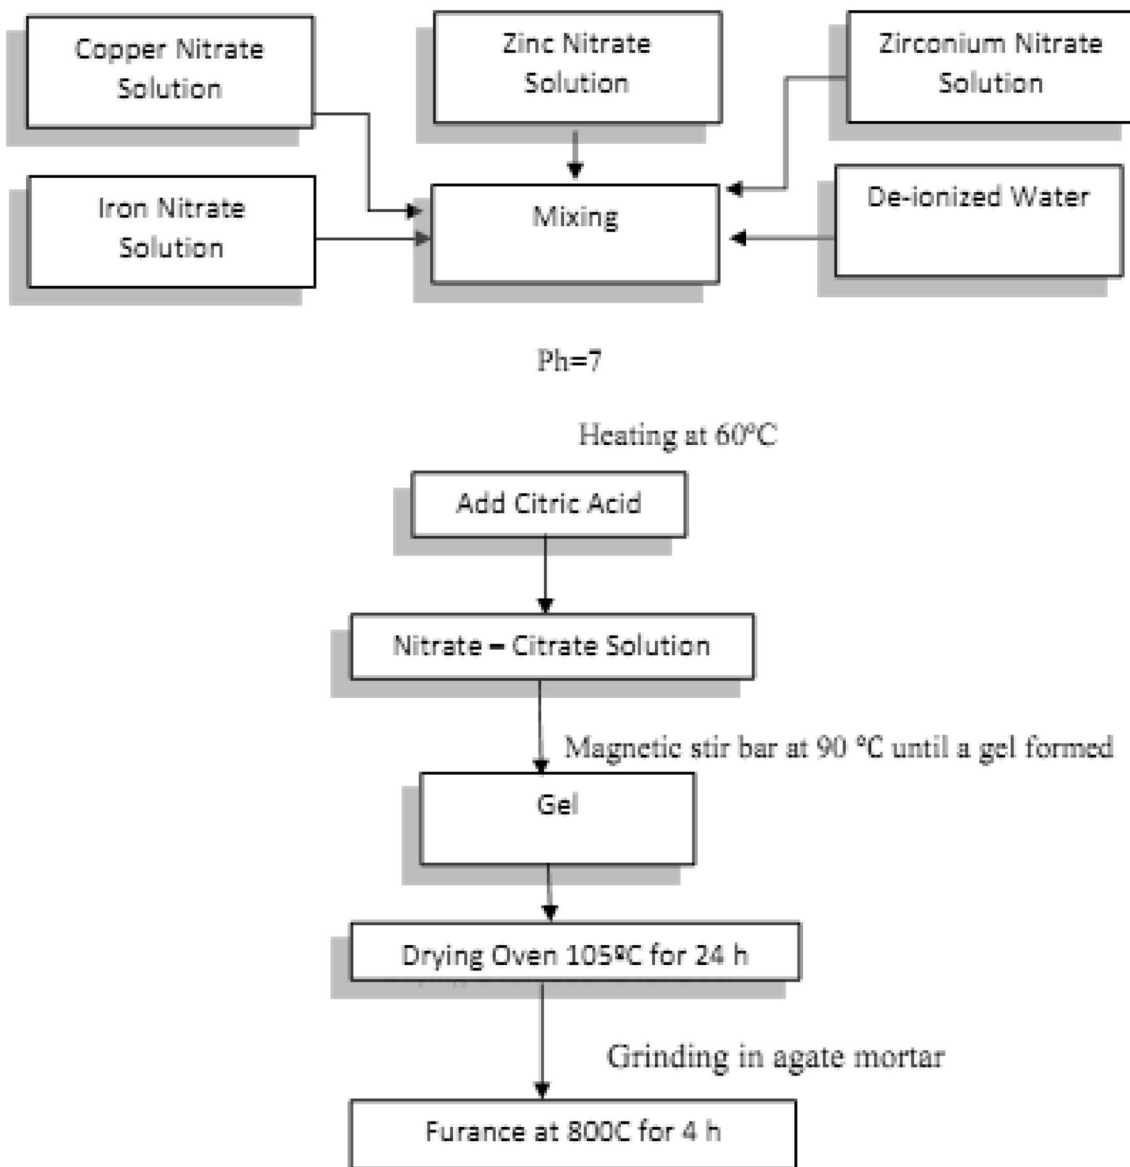 Copper Nitrate
Solution
Zinc Nitrate
Solution
Zirconium Nitrate
Solution
Iron Nitrate
Solution
Mixing
De-ionized Water
Ph=7
Heating at 60ºC
Add Citric Acid
Nitrate – Citrate Solution
Magnetic stir bar at 90 ºC until a gel formed
Gel
Drying Oven 105ºC for 24 h
Grinding in agate mortar
Furance at 800C for 4 h